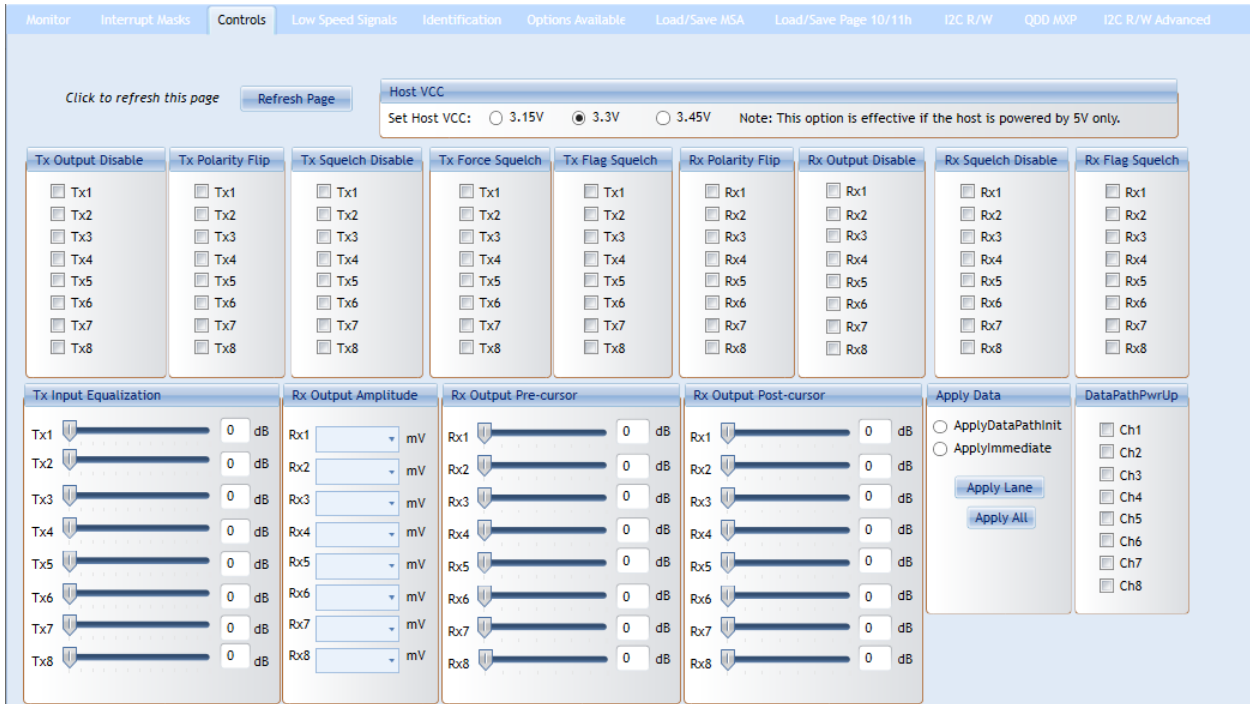 Monitor Interrupt Masks Controls Low Speed Signals Identification Options Available Load/Save MSA Load/Save Page 10/11h I2C R/W QDD MXP I2C R/W Advanced
Click to refresh this page Refresh Page
Host VCC
Set Host VCC: 3.15V 3.3V 3.45V Note: This option is effective if the host is powered by 5V only.
Tx Output Disable Tx Polarity Flip Tx Squelch Disable Tx Force Squelch Tx Flag Squelch Rx Polarity Flip Rx Output Disable Rx Squelch Disable Rx Flag Squelch
Tx1 Tx1 Tx1 Tx1 Tx1 Rx1 Rx1 Rx1 Rx1
Tx2 Tx2 Tx2 Tx2 Tx2 Rx2 Rx2 Rx2 Rx2
Tx3 Tx3 Tx3 Tx3 Tx3 Rx3 Rx3 Rx3 Rx3
Tx4 Tx4 Tx4 Tx4 Tx4 Rx4 Rx4 Rx4 Rx4
Tx5 Tx5 Tx5 Tx5 Tx5 Rx5 Rx5 Rx5 Rx5
Tx6 Tx6 Tx6 Tx6 Tx6 Rx6 Rx6 Rx6 Rx6
Tx7 Tx7 Tx7 Tx7 Tx7 Rx7 Rx7 Rx7 Rx7
Tx8 Tx8 Tx8 Tx8 Tx8 Rx8 Rx8 Rx8 Rx8
Tx Input Equalization
Tx1 0 dB
Tx2 0 dB
Tx3 0 dB
Tx4 0 dB
Tx5 0 dB
Tx6 0 dB
Tx7 0 dB
Tx8 0 dB
Rx Output Amplitude
Rx1 mV
Rx2 mV
Rx3 mV
Rx4 mV
Rx5 mV
Rx6 mV
Rx7 mV
Rx8 mV
Rx Output Pre-cursor
Rx1 0 dB
Rx2 0 dB
Rx3 0 dB
Rx4 0 dB
Rx5 0 dB
Rx6 0 dB
Rx7 0 dB
Rx8 0 dB
Rx Output Post-cursor
Rx1 0 dB
Rx2 0 dB
Rx3 0 dB
Rx4 0 dB
Rx5 0 dB
Rx6 0 dB
Rx7 0 dB
Rx8 0 dB
Apply Data
ApplyDataPathInit
ApplyImmediate
Apply Lane
Apply All
DataPathPwrUp
Ch1
Ch2
Ch3
Ch4
Ch5
Ch6
Ch7
Ch8